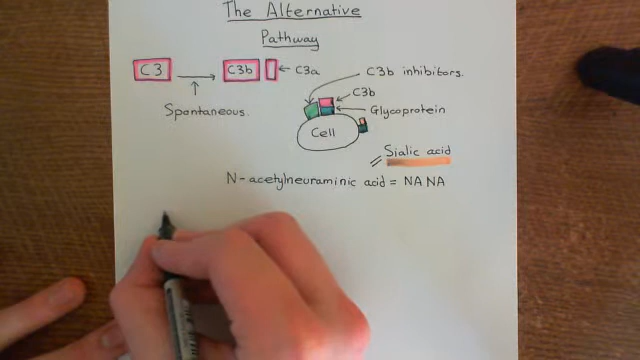 The Alternative
Pathway
C3
C3b
C3a
C3b inhibitors.
Spontaneous.
C3b
Glycoprotein
Cell
Sialic acid
N-acetylneuraminic acid = NANA